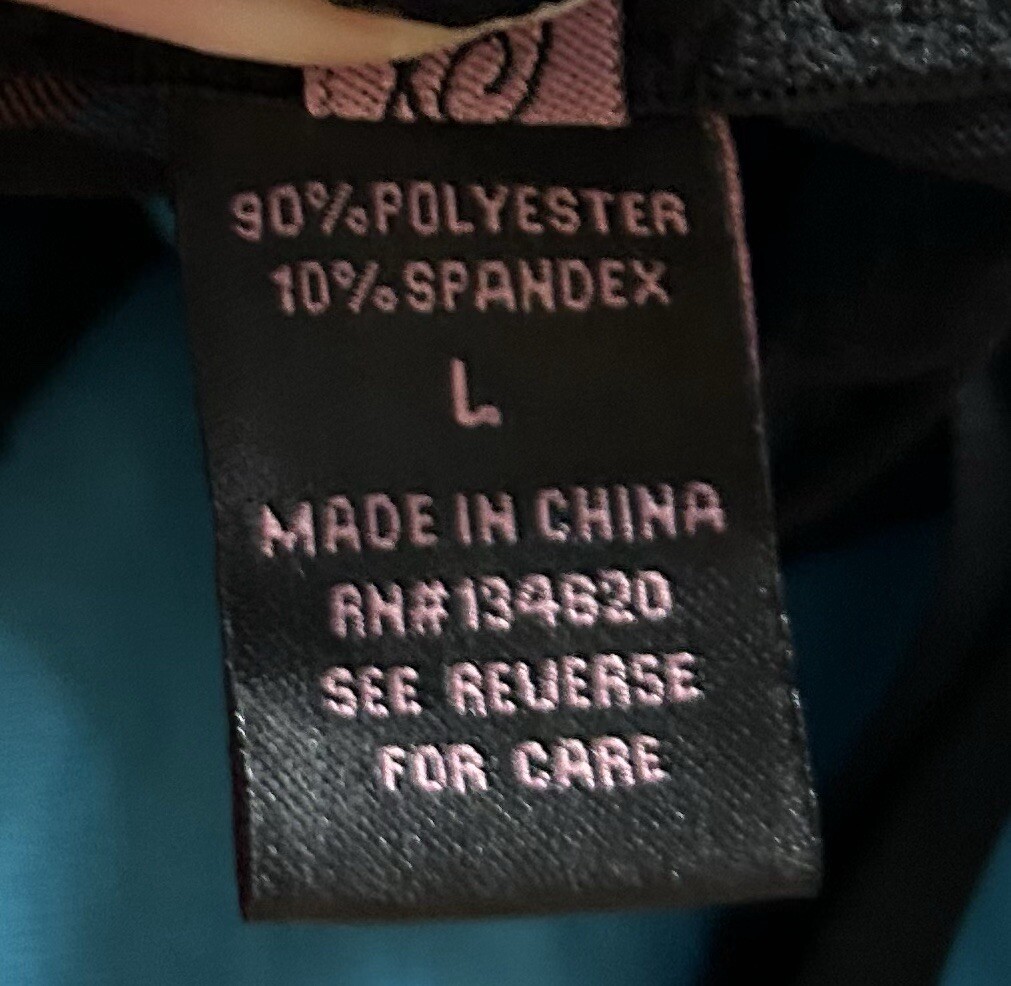 90%POLYESTER
10%SPANDEX
L
MADE IN CHINA
RN#134620
SEE REVERSE
FOR CARE